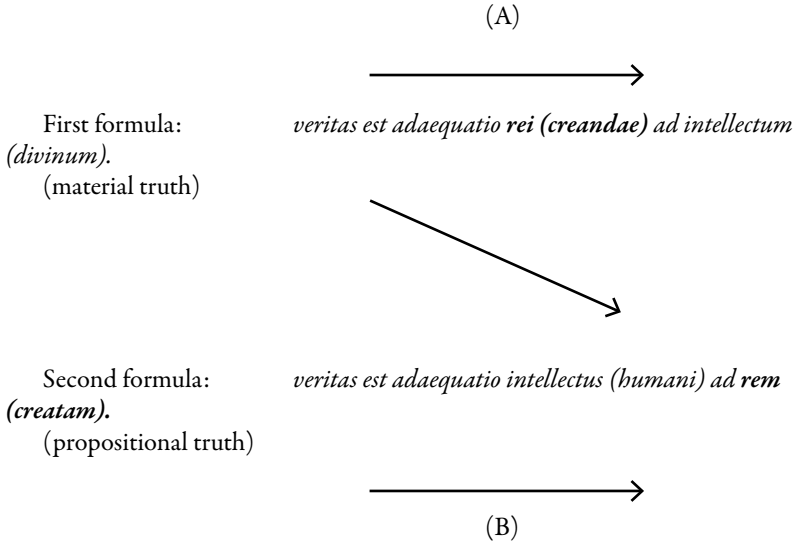 (A)
First formula: veritas est adaequatio rei (creandae) ad intellectum
(divinum).
(material truth)
Second formula: veritas est adaequatio intellectus (humani) ad rem
(creatam).
(propositional truth)
(B)